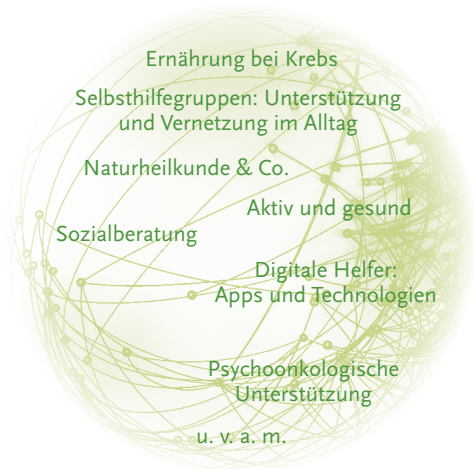 Ernährung bei Krebs
Selbsthilfegruppen: Unterstützung
und Vernetzung im Alltag
Naturheilkunde & Co.
Aktiv und gesund
Sozialberatung
Digitale Helfer:
Apps und Technologien
Psychoonkologische
Unterstützung
u. v. a. m.